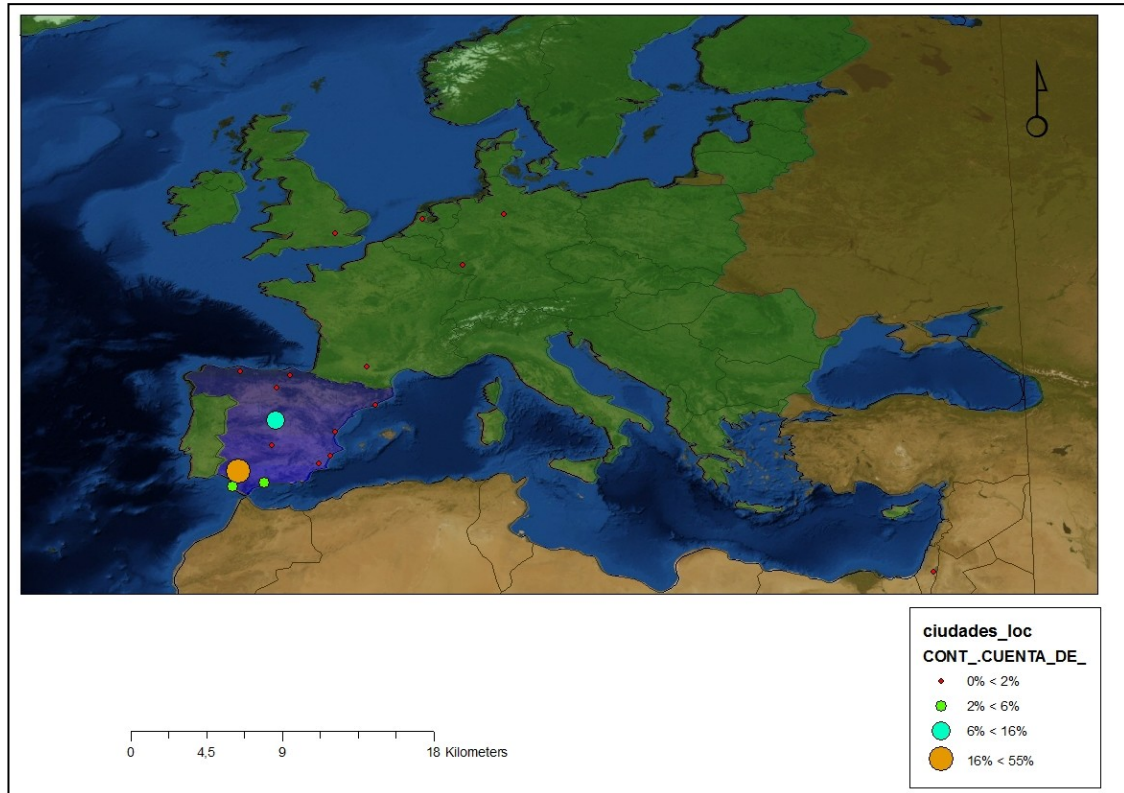 ciudades_loc
CONT_.CUENTA_DE_
0% < 2%
2% < 6%
6% < 16%
16% < 55%
0 4,5 9 18 Kilometers